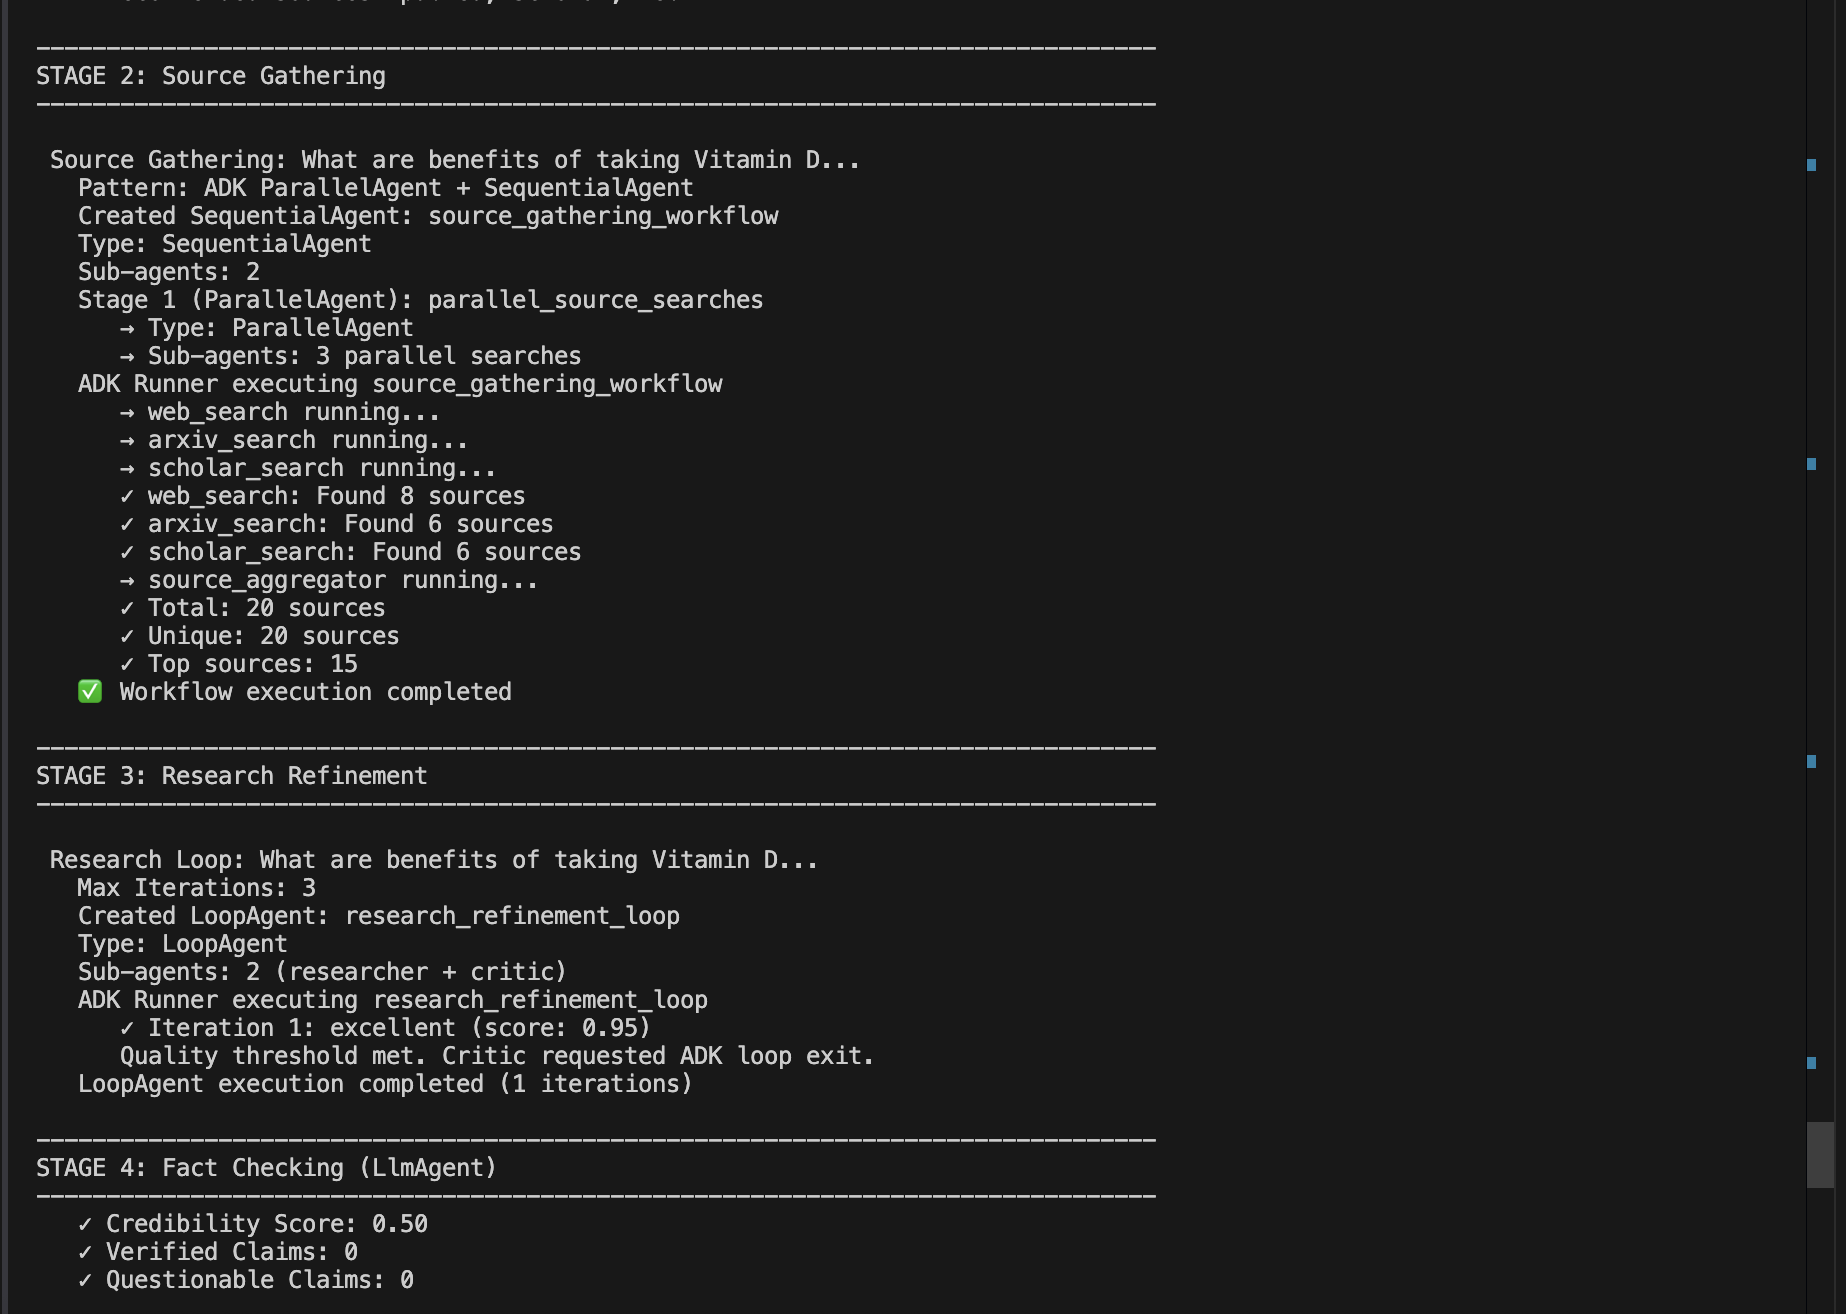 STAGE 2: Source Gathering
Source Gathering: What are benefits of taking Vitamin D...
Pattern: ADK ParallelAgent + SequentialAgent
Created SequentialAgent: source_gathering_workflow
Type: SequentialAgent
Sub-agents: 2
Stage 1 (ParallelAgent): parallel_source_searches
→ Type: ParallelAgent
→ Sub-agents: 3 parallel searches
ADK Runner executing source_gathering_workflow
→ web_search running...
→ arxiv_search running...
→ scholar_search running...
✓ web_search: Found 8 sources
✓ arxiv_search: Found 6 sources
✓ scholar_search: Found 6 sources
→ source_aggregator running...
✓ Total: 20 sources
✓ Unique: 20 sources
✓ Top sources: 15
✅ Workflow execution completed
STAGE 3: Research Refinement
Research Loop: What are benefits of taking Vitamin D...
Max Iterations: 3
Created LoopAgent: research_refinement_loop
Type: LoopAgent
Sub-agents: 2 (researcher + critic)
ADK Runner executing research_refinement_loop
✓ Iteration 1: excellent (score: 0.95)
Quality threshold met. Critic requested ADK loop exit.
LoopAgent execution completed (1 iterations)
STAGE 4: Fact Checking (LlmAgent)
✓ Credibility Score: 0.50
✓ Verified Claims: 0
✓ Questionable Claims: 0